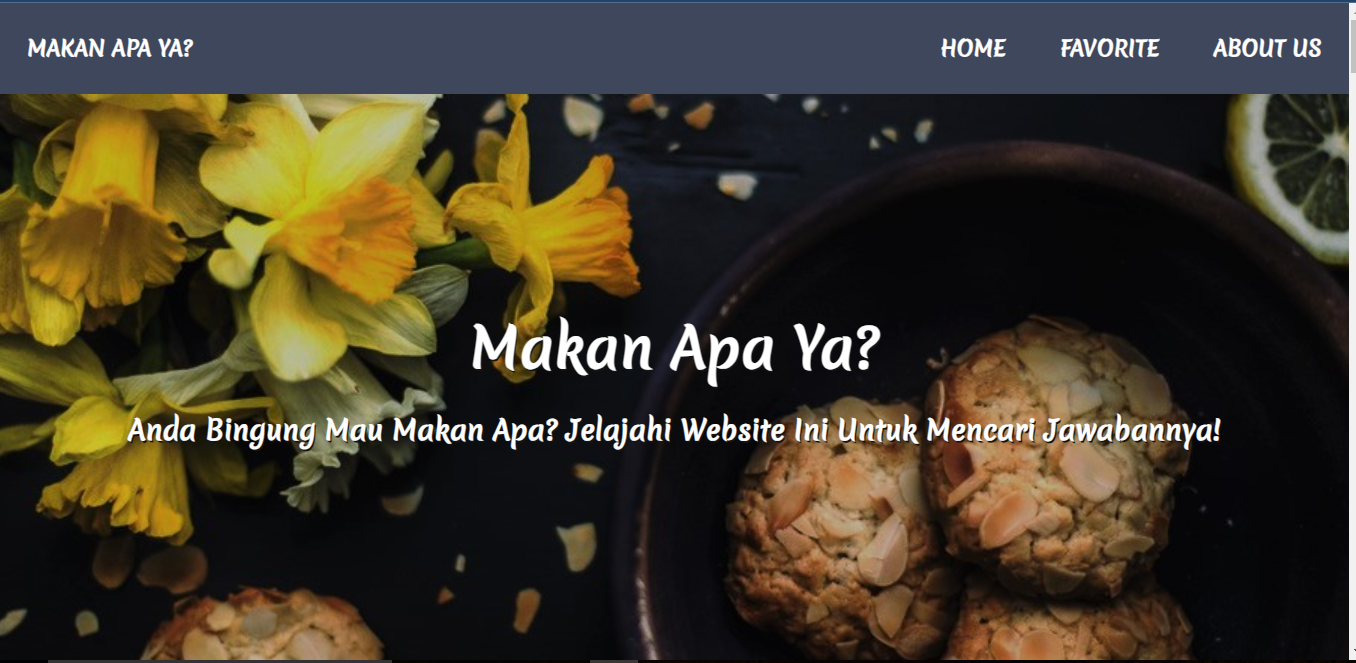 MAKAN APA YA?
HOME FAVORITE ABOUT US
Makan Apa Ya?
Anda Bingung Mau Makan Apa? Jelajahi Website Ini Untuk Mencari Jawabannya!